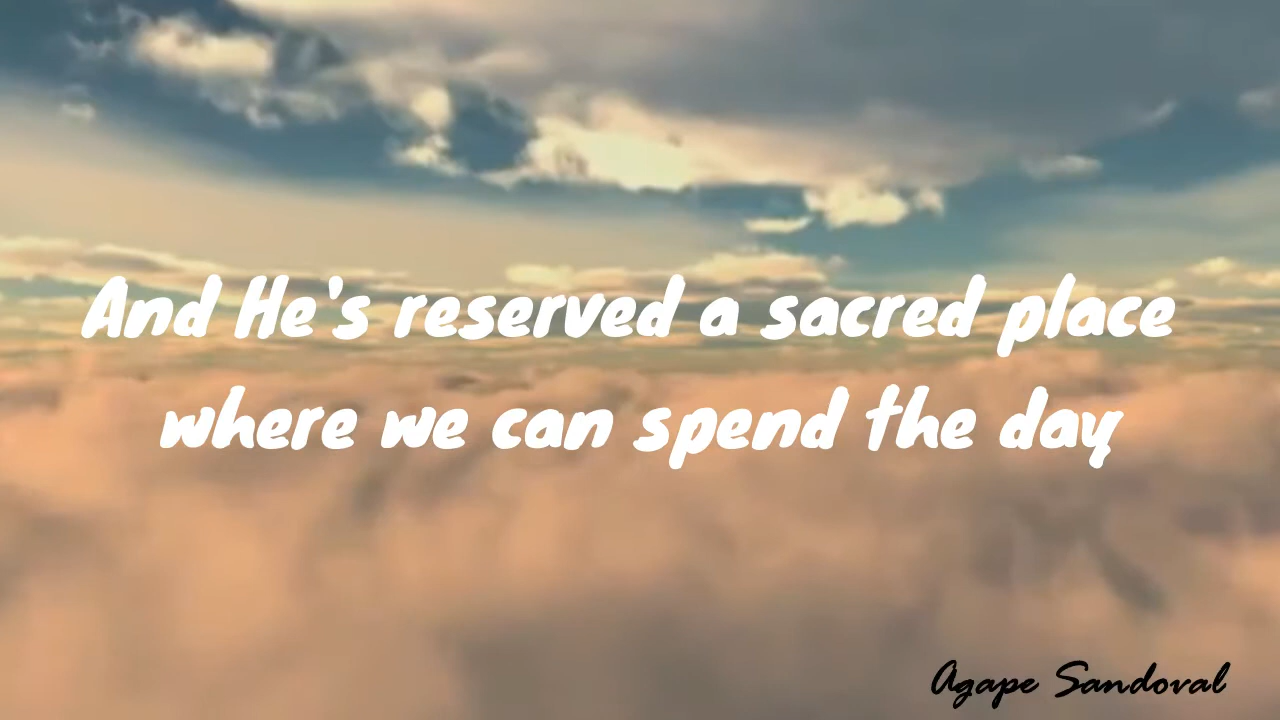 And He's reserved a sacred place
where we can spend the day
Agape Sandoval